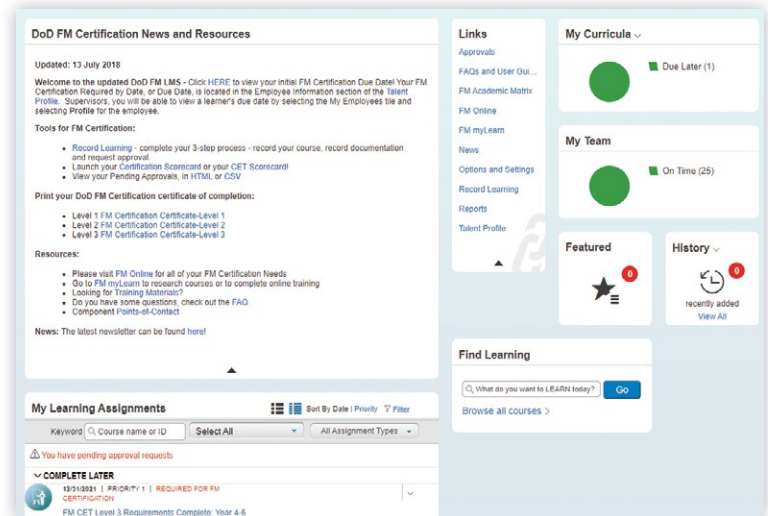 DoD FM Certification News and Resources
Updated: 13 July 2018
Welcome to the updated DoD FM LMS - Click HERE to view your initial FM Certification Due Date! Your FM
Certification Required by Date, or Due Date, is located in the Employee Information section of the Talent
Profile. Supervisors, you will be able to view a learner's due date by selecting the My Employees tile and
selecting Profile for the employee.
Tools for FM Certification:
Record Learning - complete your 3-step process - record your course, record documentation
and request approval.
Launch your Certification Scorecard or your CET Scorecard!
View your Pending Approvals, in HTML or CSV
Print your DoD FM Certification certificate of completion:
Level 1 FM Certification Certificate-Level 1
Level 2 FM Certification Certificate-Level 2
Level 3 FM Certification Certificate-Level 3
Resources:
Please visit FM Online for all of your FM Certification Needs
Go to FM myLearn to research courses or to complete online training
Looking for Training Materials?
Do you have some questions, check out the FAQ
Component Points-of-Contact
News: The latest newsletter can be found here!
My Learning Assignments
Sort By Date | Priority Filter
Keyword Course name or ID Select All All Assignment Types
You have pending approval requests
COMPLETE LATER
12/31/2021 | PRIORITY 1 | REQUIRED FOR FM
CERTIFICATION
FM CET Level 3 Requirements Complete: Year 4-6
Links
Approvals
FAQs and User Gui...
FM Academic Matrix
FM Online
FM myLearn
News
Options and Settings
Record Learning
Reports
Talent Profile
My Curricula
Due Later (1)
My Team
On Time (25)
Featured
0
History
0
recently added
View All
Find Learning
What do you want to LEARN today? Go
Browse all courses >